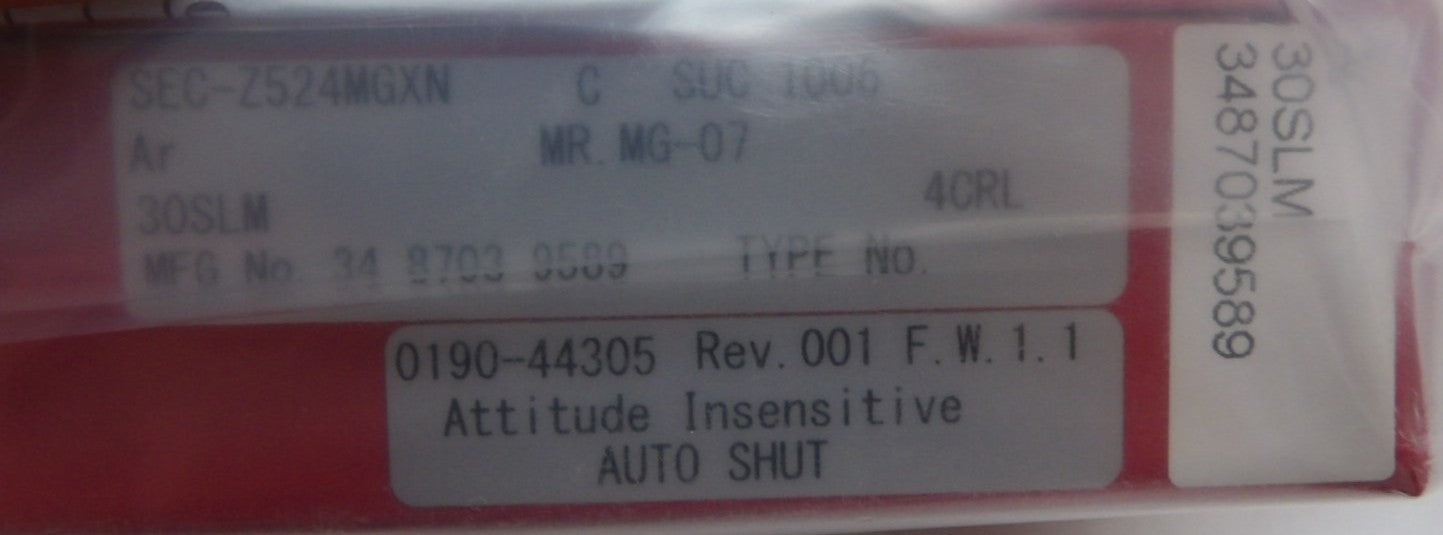 SEC-Z524MGXN C SUC 1006
Ar MR.MG-07
30SLM 4CRL
MFG No. 34 8703 9589 TYPE No.
0190-44305 Rev.001 F.W.1.1
Attitude Insensitive
AUTO SHUT
30SLM
3487039589